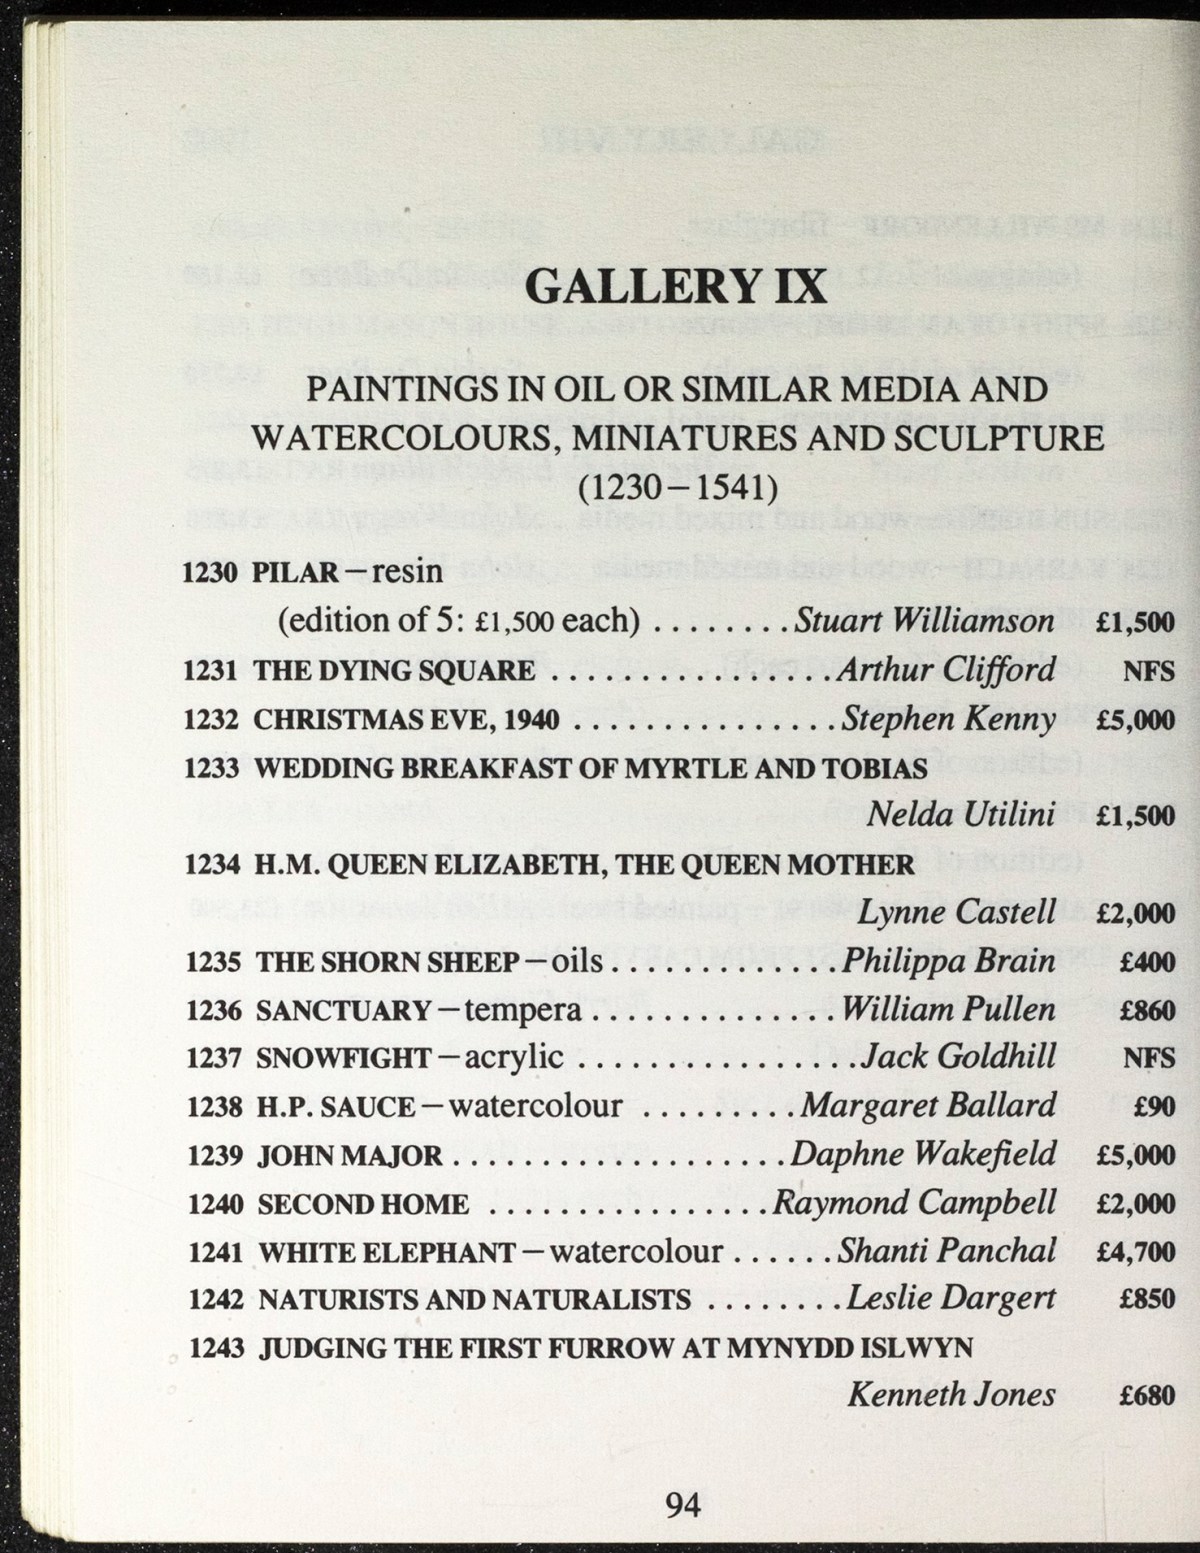 GALLERY IX
PAINTINGS IN OIL OR SIMILAR MEDIA AND
WATERCOLOURS, MINIATURES AND SCULPTURE
(1230–1541)
1230 PILAR—resin
(edition of 5: £1,500 each) ........ Stuart Williamson £1,500
1231 THE DYING SQUARE ................ Arthur Clifford NFS
1232 CHRISTMAS EVE, 1940 ............... Stephen Kenny £5,000
1233 WEDDING BREAKFAST OF MYRTLE AND TOBIAS
Nelda Utilini £1,500
1234 H.M. QUEEN ELIZABETH, THE QUEEN MOTHER
Lynne Castell £2,000
1235 THE SHORN SHEEP—oils ............. Philippa Brain £400
1236 SANCTUARY—tempera .............. William Pullen £860
1237 SNOWFIGHT—acrylic ................ Jack Goldhill NFS
1238 H.P. SAUCE—watercolour ......... Margaret Ballard £90
1239 JOHN MAJOR ................... Daphne Wakefield £5,000
1240 SECOND HOME ................ Raymond Campbell £2,000
1241 WHITE ELEPHANT—watercolour ...... Shanti Panchal £4,700
1242 NATURISTS AND NATURALISTS ........ Leslie Dargert £850
1243 JUDGING THE FIRST FURROW AT MYNYDD ISLWYN
Kenneth Jones £680
94